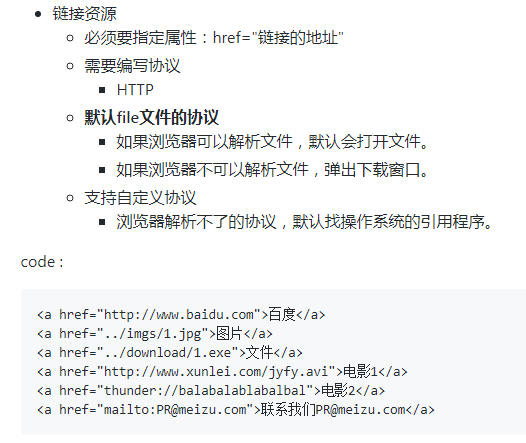 链接资源
必须要指定属性：href="链接的地址"
需要编写协议
HTTP
默认file文件的协议
如果浏览器可以解析文件，默认会打开文件。
如果浏览器不可以解析文件，弹出下载窗口。
支持自定义协议
浏览器解析不了的协议，默认找操作系统的引用程序。
code :
<a href="http://www.baidu.com">百度</a>
<a href="../imgs/1.jpg">图片</a>
<a href="../download/1.exe">文件</a>
<a href="http://www.xunlei.com/jyfy.avi">电影1</a>
<a href="thunder://balabalablabalbal">电影2</a>
<a href="mailto:PR@meizu.com">联系我们PR@meizu.com</a>